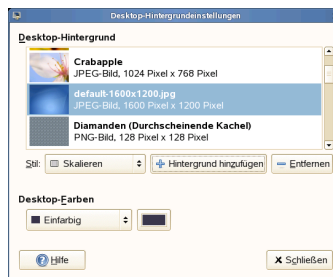 Desktop-Hintergrundeinstellungen
Desktop-Hintergrund
Crabapple
JPEG-Bild, 1024 Pixel x 768 Pixel
default-1600x1200.jpg
JPEG-Bild, 1600 Pixel x 1200 Pixel
Diamanden (Durchscheinende Kachel)
PNG-Bild, 128 Pixel x 128 Pixel
Stil: Skalieren Hintergrund hinzufügen Entfernen
Desktop-Farben
Einfarbig
Hilfe Schließen